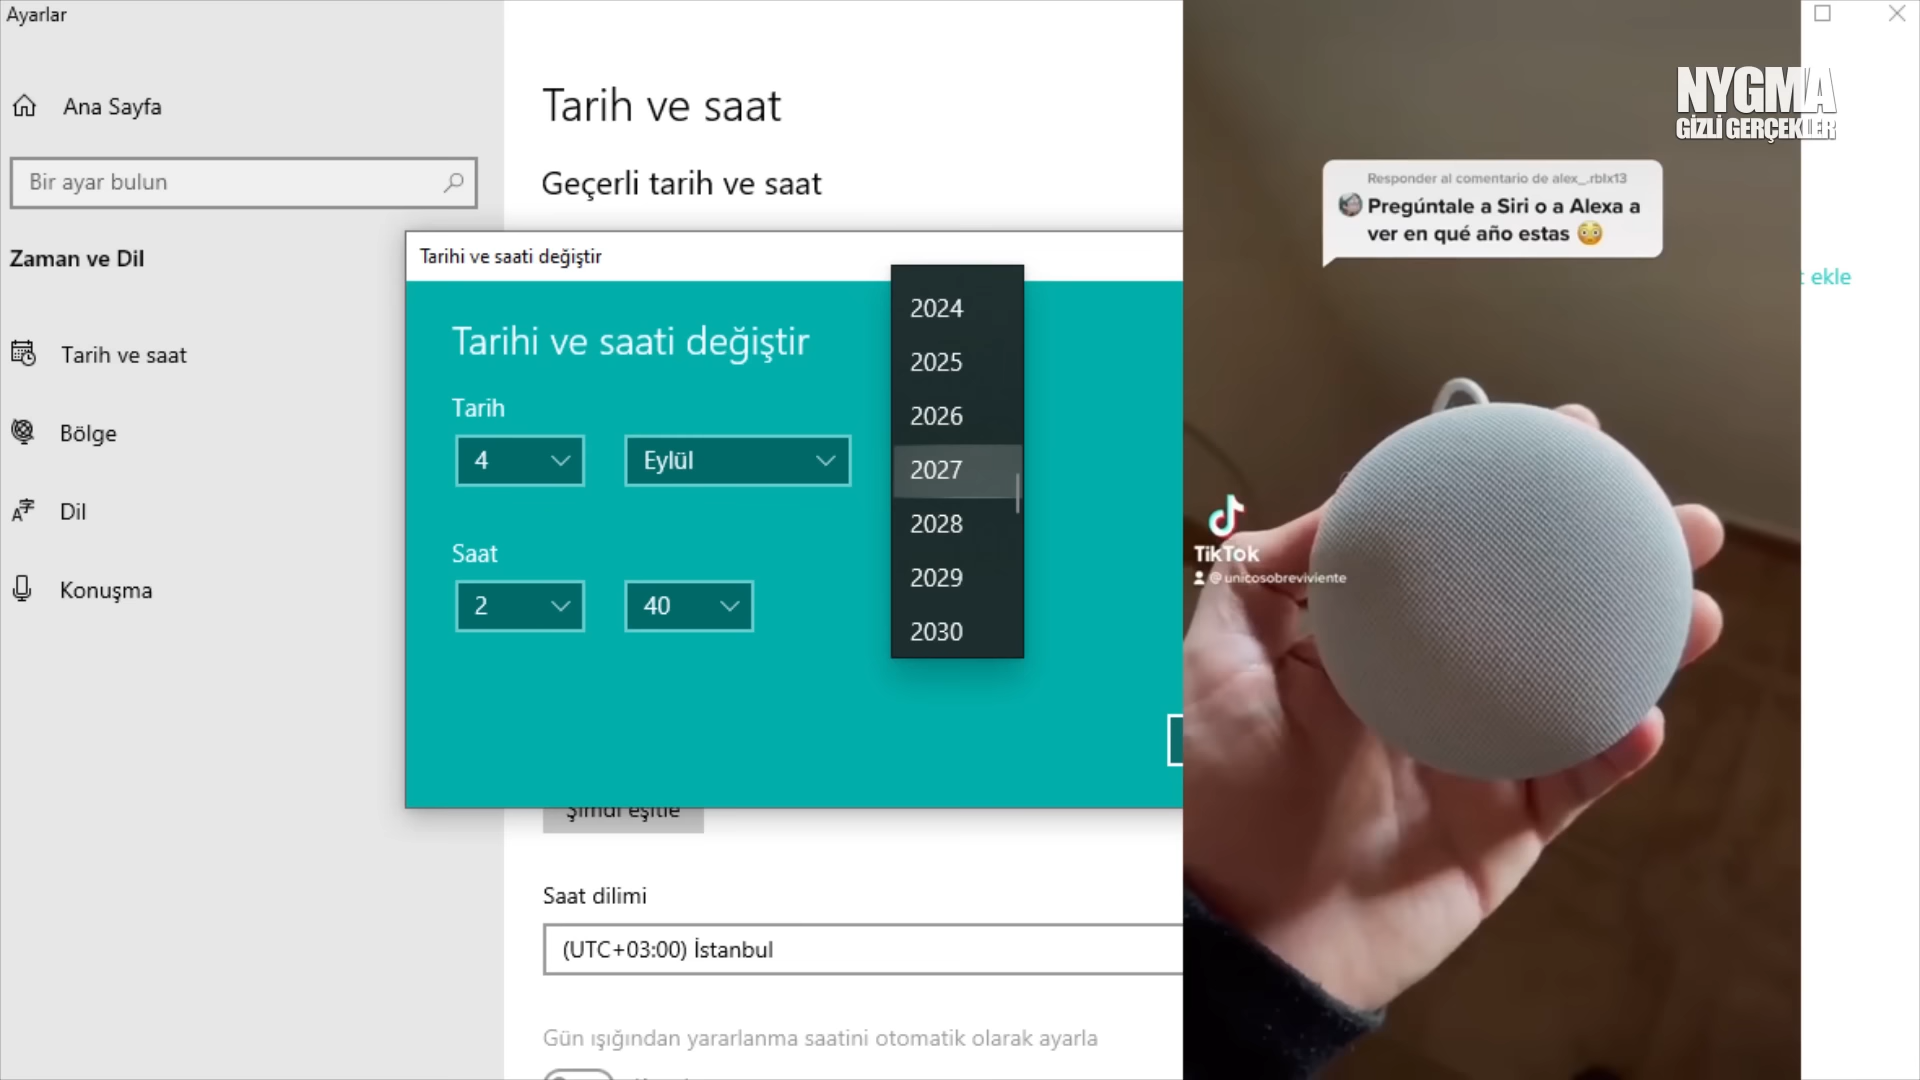 Ayarlar
Ana Sayfa
Bir ayar bulun
Zaman ve Dil
Tarih ve saat
Bölge
Dil
Konuşma
Tarih ve saat
Geçerli tarih ve saat
Tarihi ve saati değiştir
Tarihi ve saati değiştir
Tarih
4
Eylül
2024
2025
2026
2027
2028
2029
2030
Saat
2
40
Şimdi eşitle
Saat dilimi
(UTC+03:00) İstanbul
Gün ışığından yararlanma saatini otomatik olarak ayarla
NYGMA
GİZLİ GERÇEKLER
Responder al comentario de alex_.rblx13
Pregúntale a Siri o a Alexa a
ver en qué año estas 😳
ekle
TikTok
@unicosobreviviente